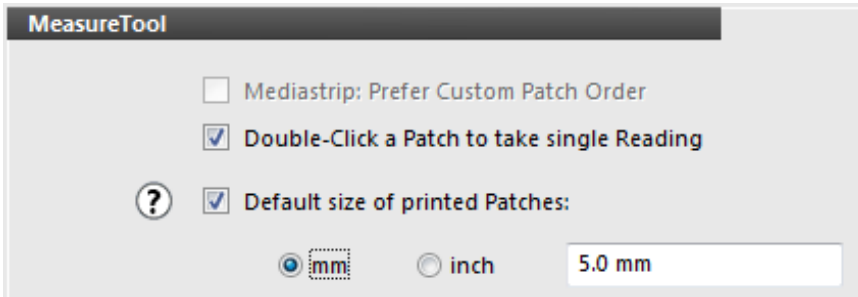 MeasureTool
Mediastrip: Prefer Custom Patch Order
Double-Click a Patch to take single Reading
? Default size of printed Patches:
mm inch 5.0 mm